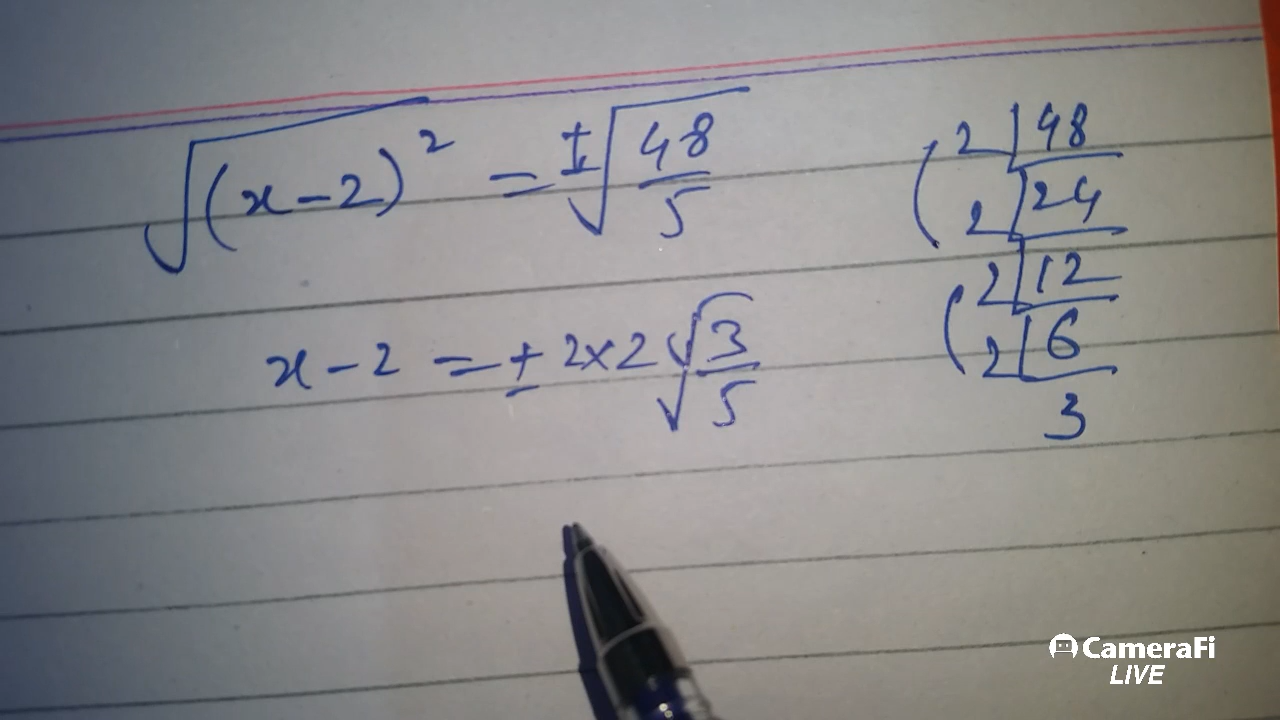 √(x-2)² = ±√48/5
x-2 = ± 2×2 √3/√5
2 | 48
2 | 24
2 | 12
2 | 6
3
CameraFi
LIVE